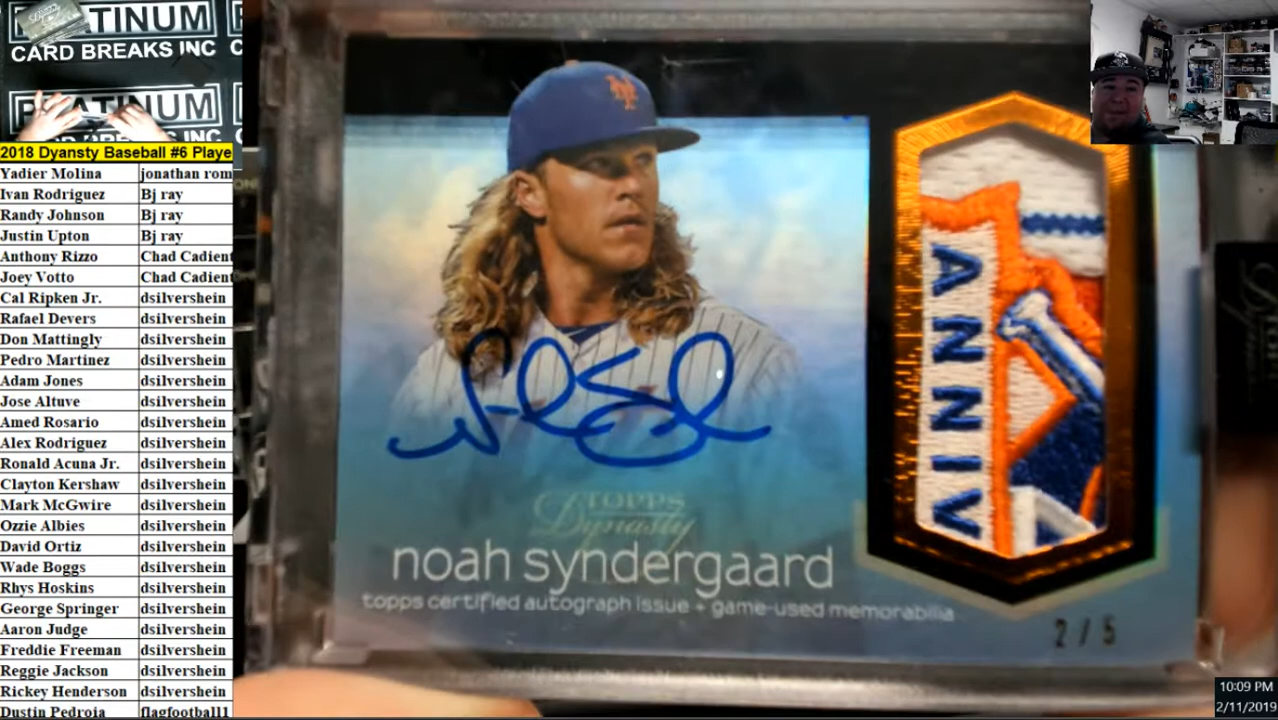 PLATINUM
CARD BREAKS INC
PLATINUM
CARD BREAKS INC
2018 Dyansty Baseball #6 Playe
Yadier Molina jonathan rom
Ivan Rodriguez Bj ray
Randy Johnson Bj ray
Justin Upton Bj ray
Anthony Rizzo Chad Cadient
Joey Votto Chad Cadient
Cal Ripken Jr. dsilvershein
Rafael Devers dsilvershein
Don Mattingly dsilvershein
Pedro Martinez dsilvershein
Adam Jones dsilvershein
Jose Altuve dsilvershein
Amed Rosario dsilvershein
Alex Rodriguez dsilvershein
Ronald Acuna Jr. dsilvershein
Clayton Kershaw dsilvershein
Mark McGwire dsilvershein
Ozzie Albies dsilvershein
David Ortiz dsilvershein
Wade Boggs dsilvershein
Rhys Hoskins dsilvershein
George Springer dsilvershein
Aaron Judge dsilvershein
Freddie Freeman dsilvershein
Reggie Jackson dsilvershein
Rickey Henderson dsilvershein
Dustin Pedroia flagfootball1
NY
ANNIV
TOPPS
Dynasty
noah syndergaard
topps certified autograph issue • game-used memorabilia
2/5
10:09 PM
2/11/2019